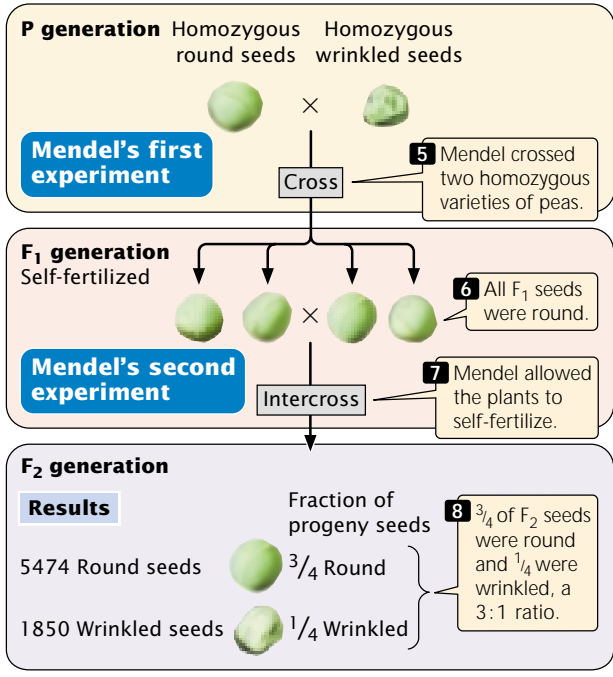 P generation
Homozygous
round seeds
Homozygous
wrinkled seeds
×
Mendel's first
experiment
Cross
5 Mendel crossed
two homozygous
varieties of peas.
F₁ generation
Self-fertilized
×
6 All F₁ seeds
were round.
Mendel's second
experiment
Intercross
7 Mendel allowed
the plants to
self-fertilize.
F₂ generation
Results
Fraction of
progeny seeds
5474 Round seeds
3/4 Round
1850 Wrinkled seeds
1/4 Wrinkled
8 3/4 of F₂ seeds
were round
and 1/4 were
wrinkled, a
3:1 ratio.